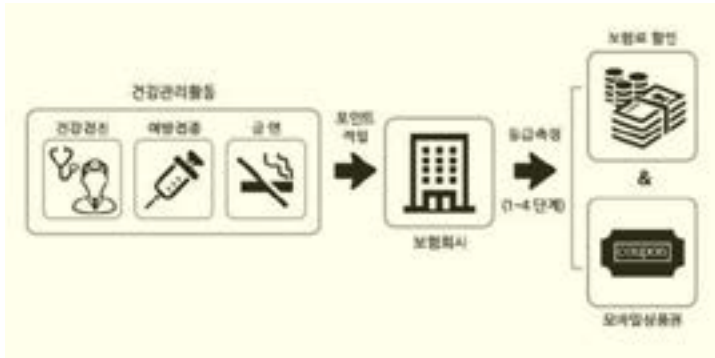 건강관리활동
건강검진
예방접종
금 연
포인트
적립
보험회사
등급측정
(1~4 단계)
보험료 할인
&
coupon
모바일상품권